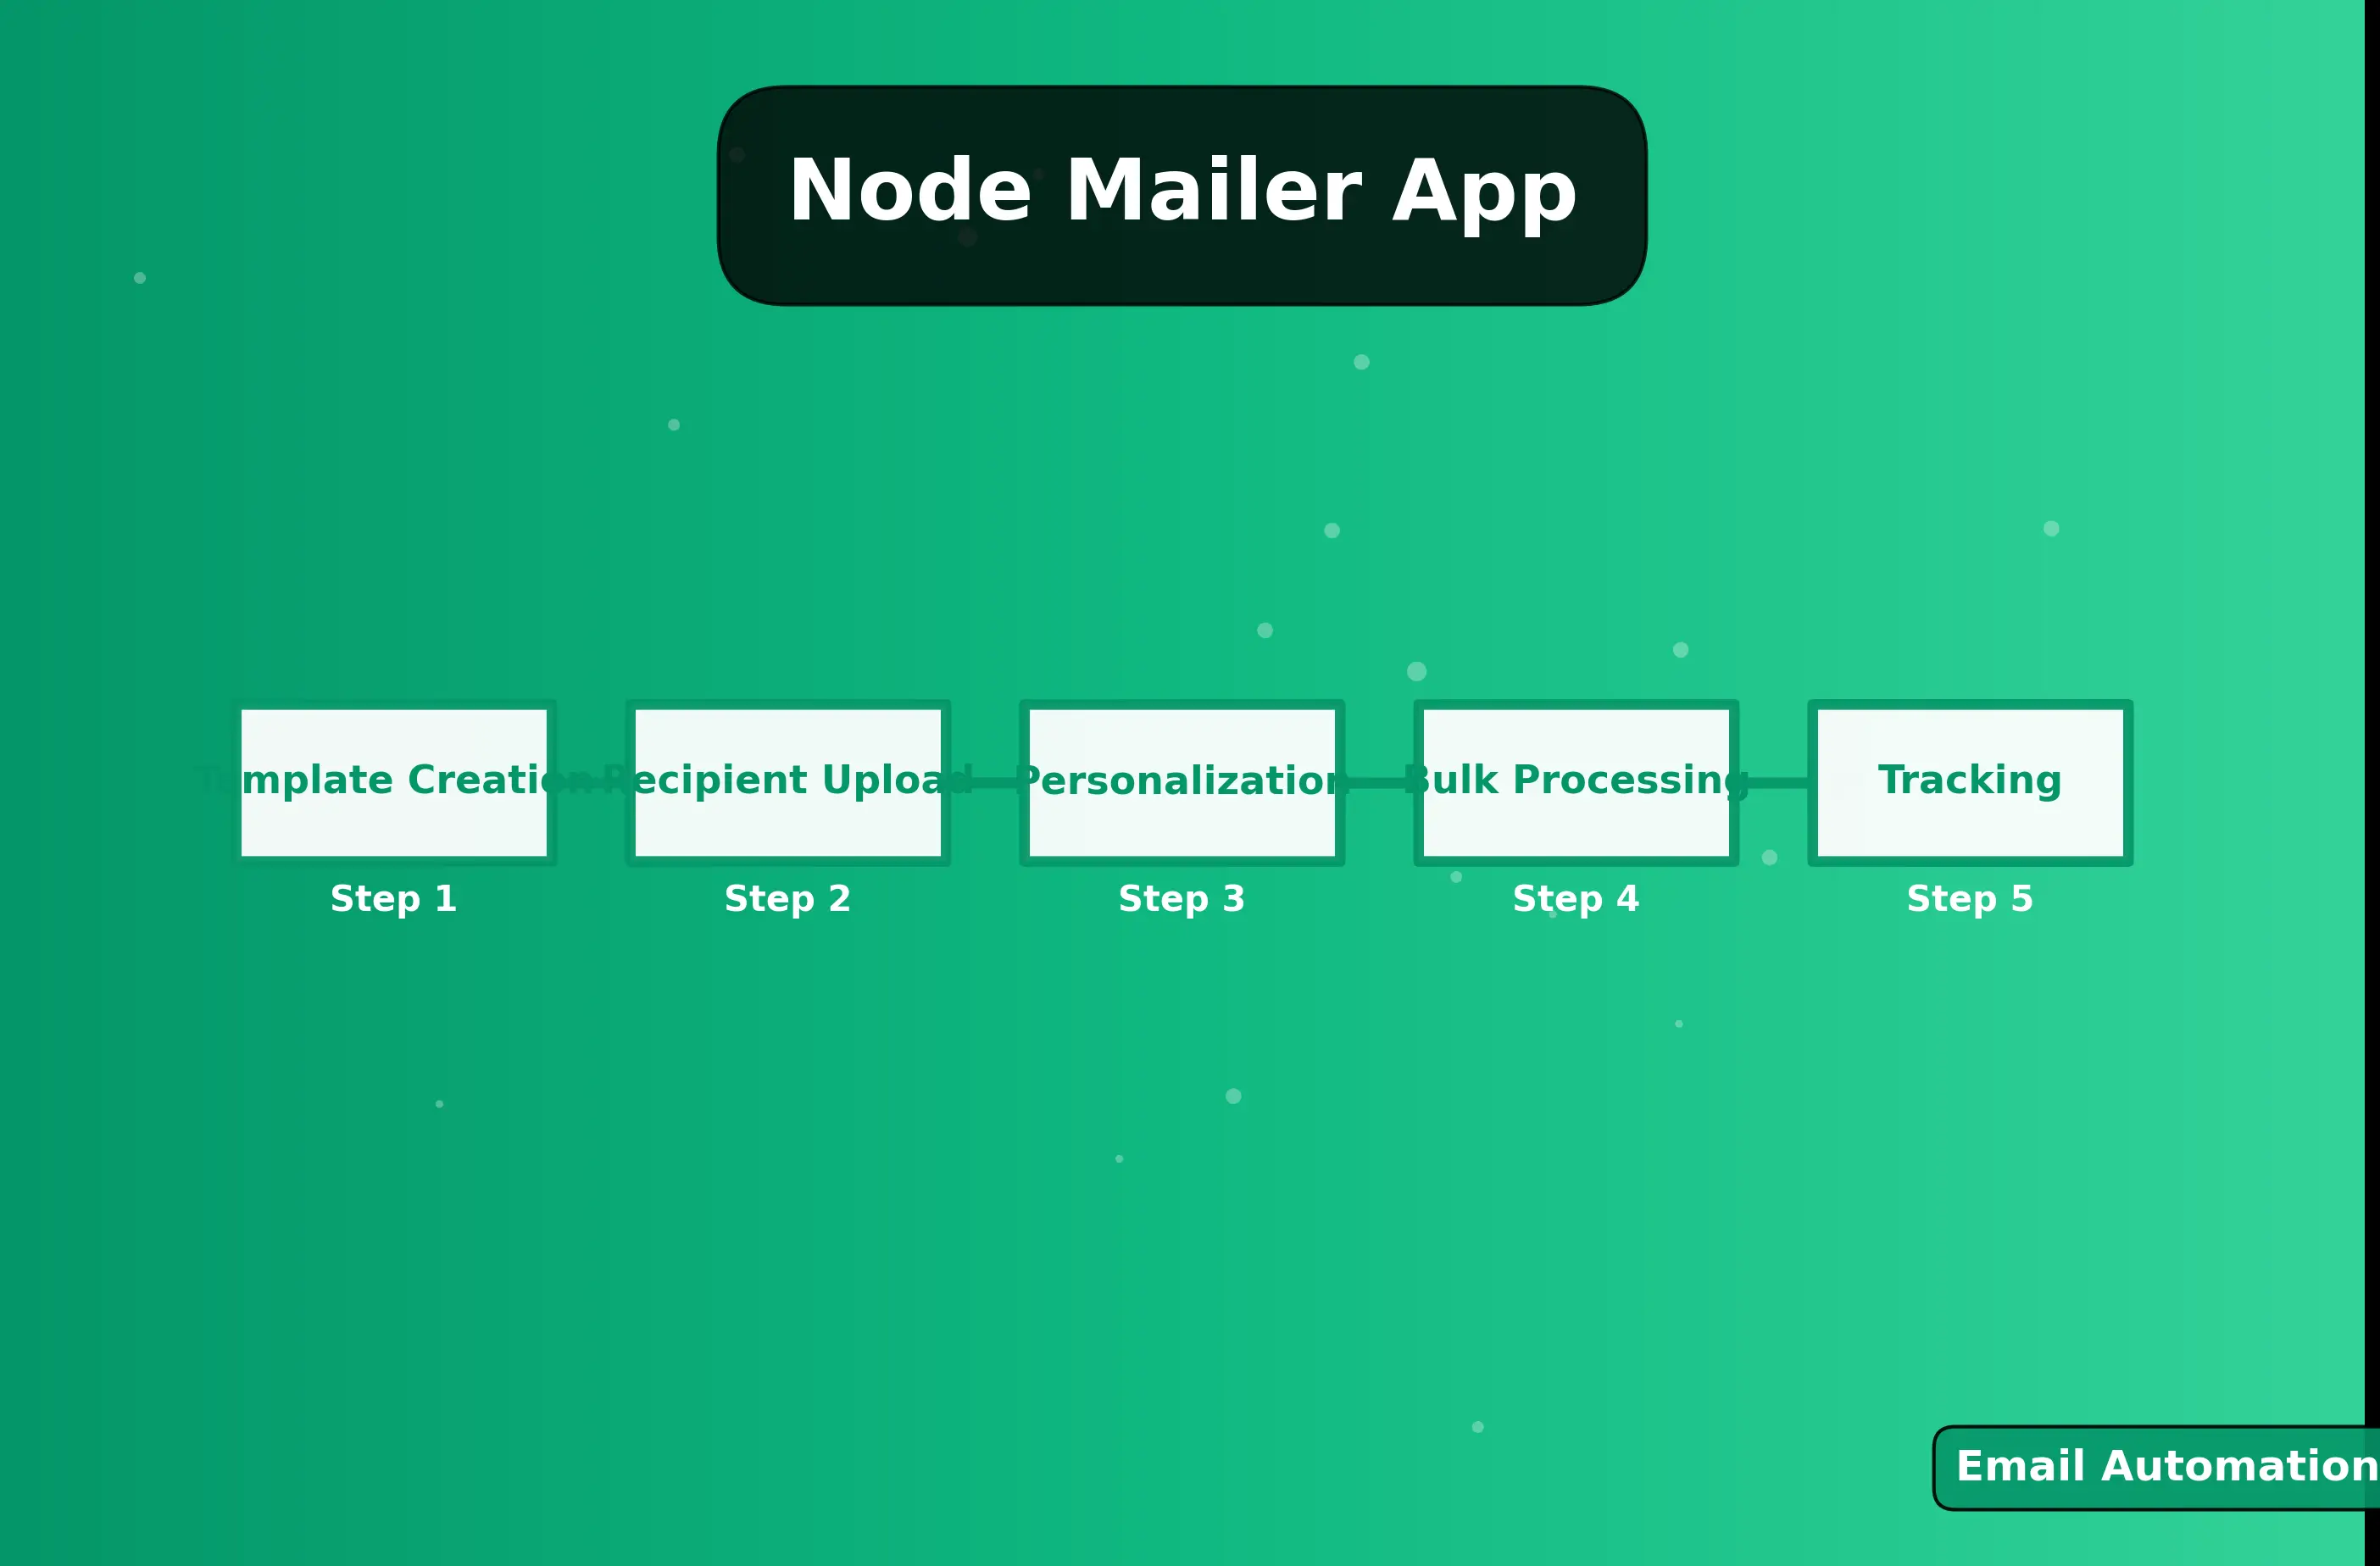 Node Mailer App
Template Creation
Recipient Upload
Personalization
Bulk Processing
Tracking
Step 1
Step 2
Step 3
Step 4
Step 5
Email Automation